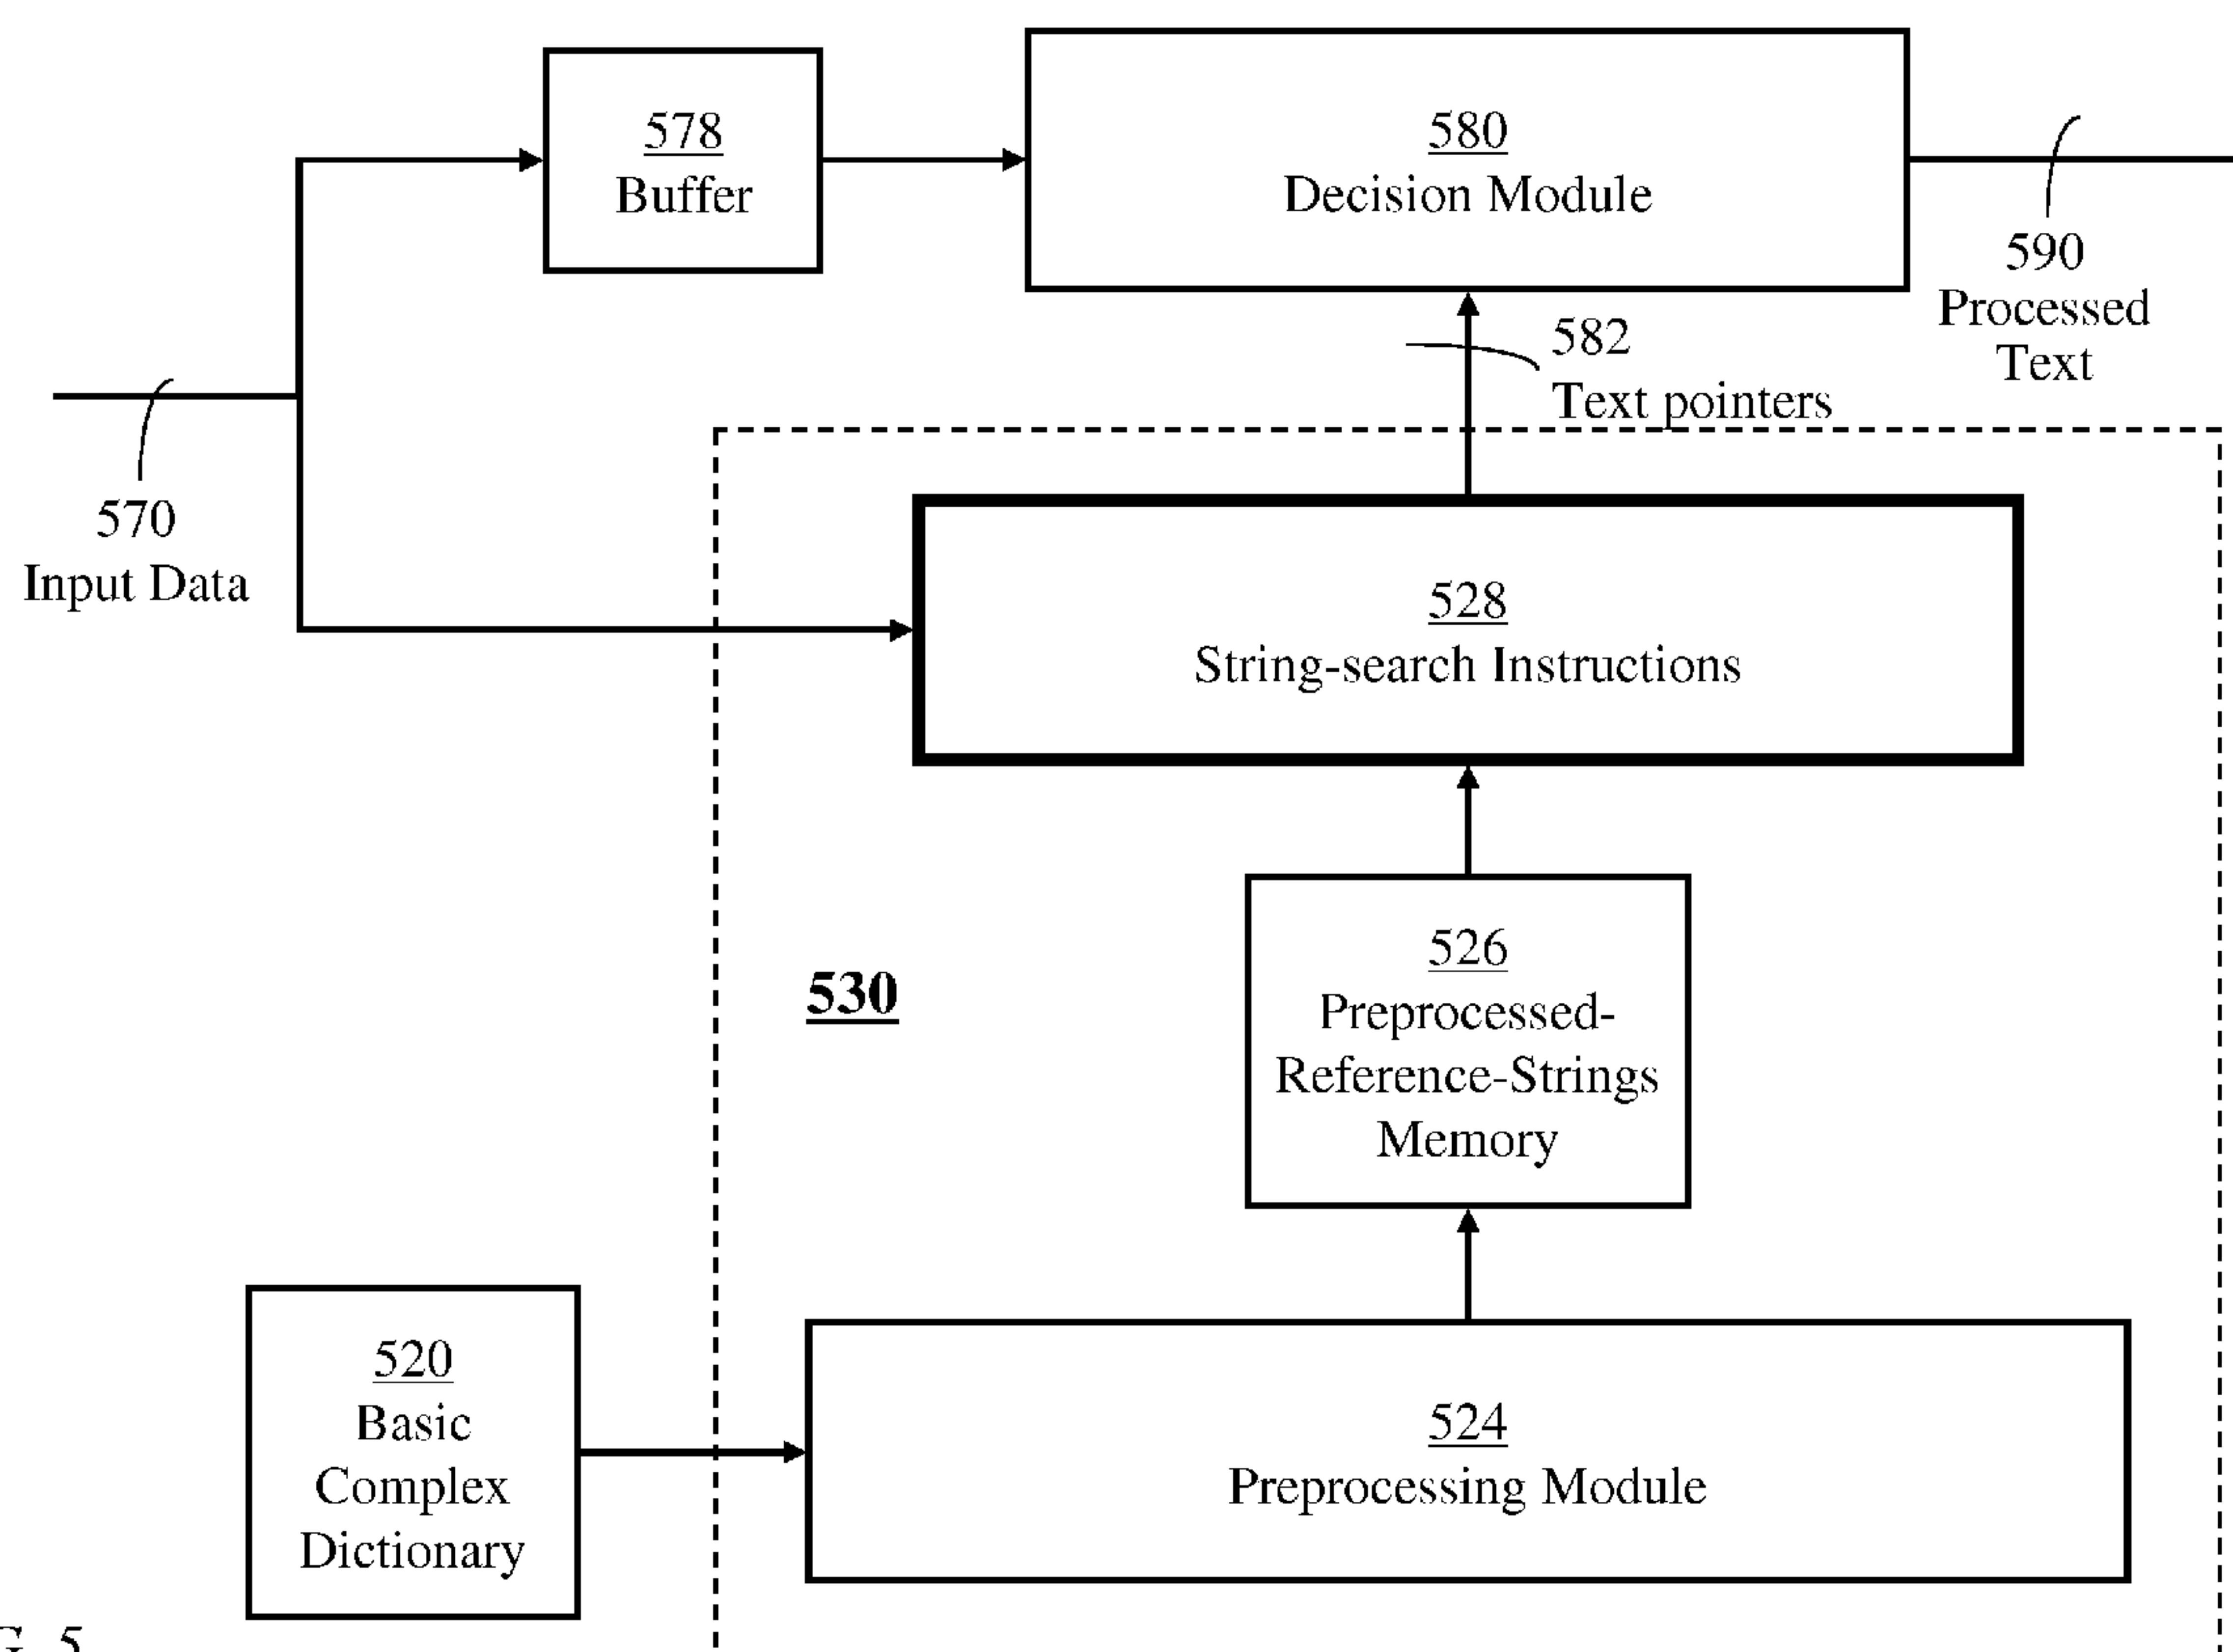 578
Buffer
580
Decision Module
590
Processed
Text
582
Text pointers
570
Input Data
528
String-search Instructions
530
526
Preprocessed-
Reference-Strings
Memory
520
Basic
Complex
Dictionary
524
Preprocessing Module
5